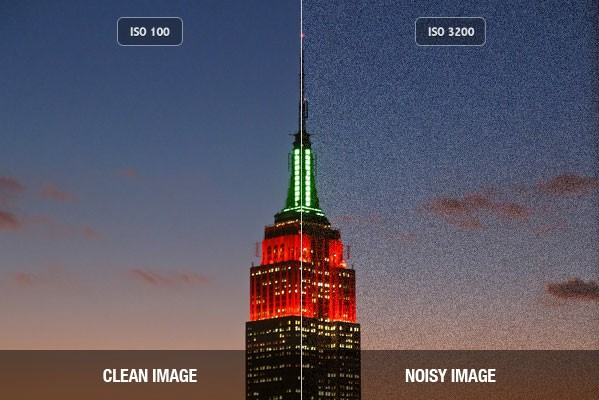 ISO 100
ISO 3200
CLEAN IMAGE
NOISY IMAGE